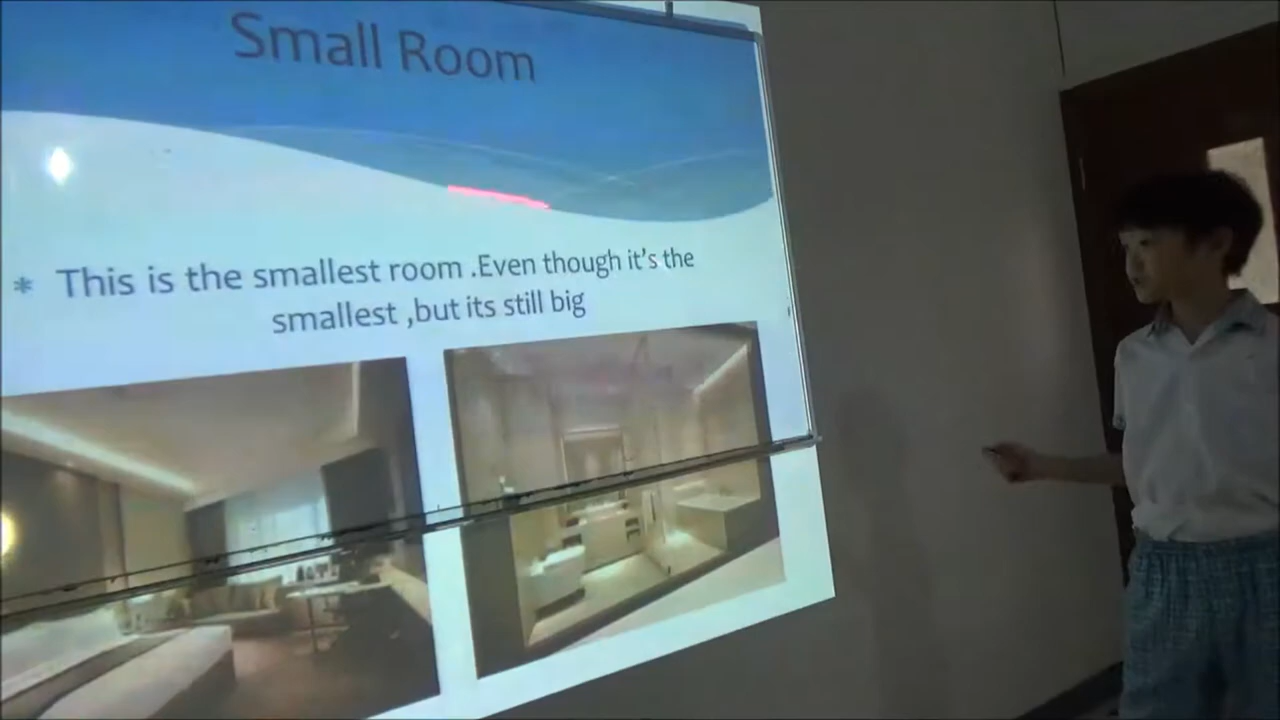 Small Room
* This is the smallest room .Even though it's the
smallest ,but its still big